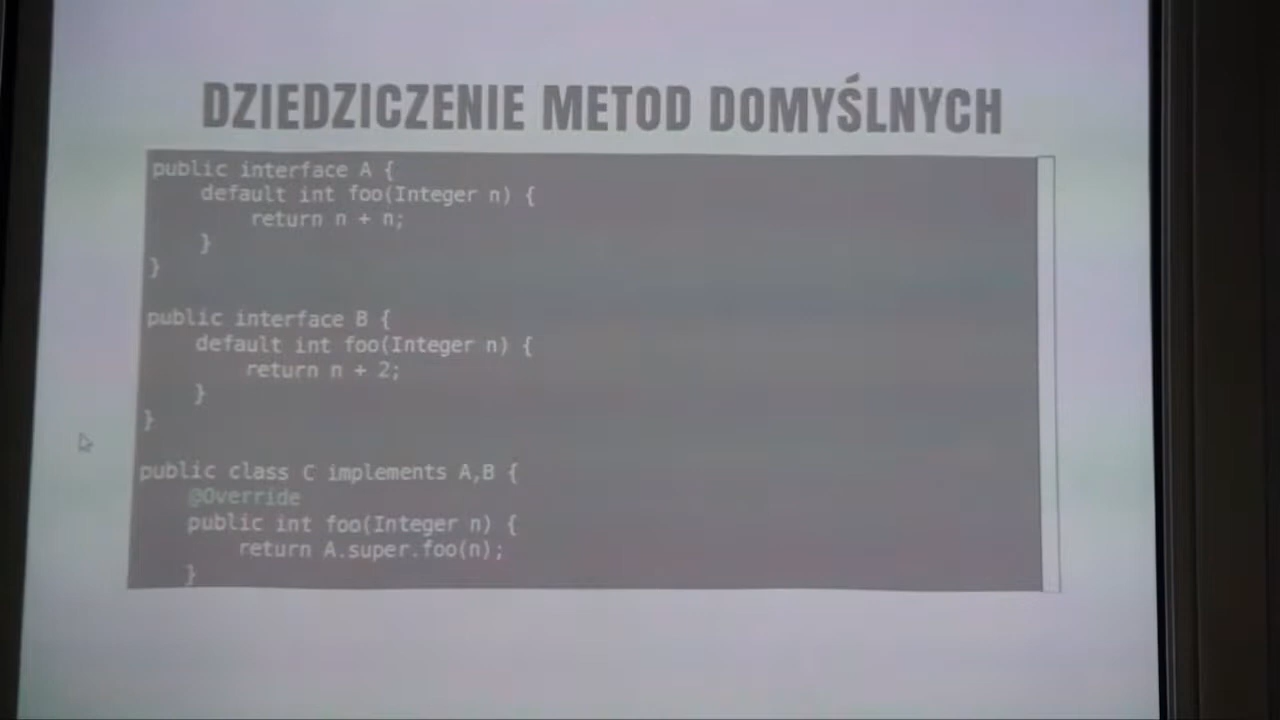 DZIEDZICZENIE METOD DOMYŚLNYCH
public interface A {
    default int foo(Integer n) {
        return n + n;
    }
}
public interface B {
    default int foo(Integer n) {
        return n + 2;
    }
}
public class C implements A,B {
    @Override
    public int foo(Integer n) {
        return A.super.foo(n);
    }